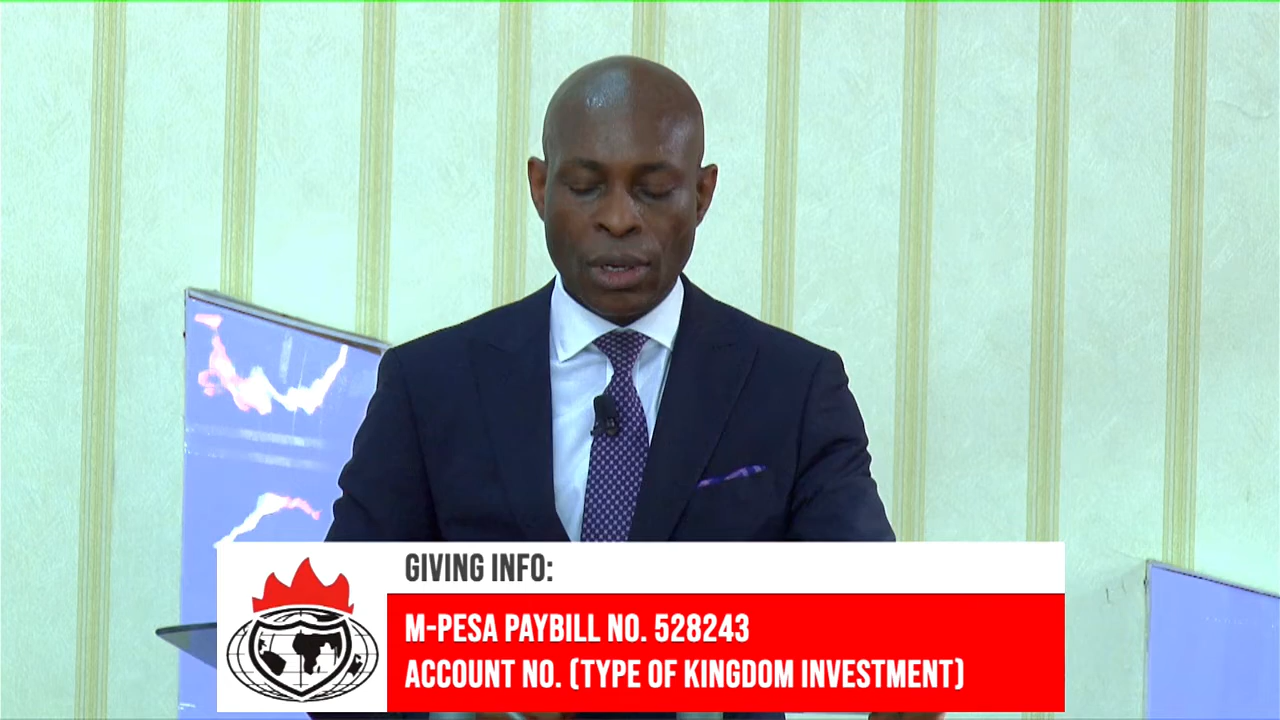 GIVING INFO:
M-PESA PAYBILL NO. 528243
ACCOUNT NO. (TYPE OF KINGDOM INVESTMENT)